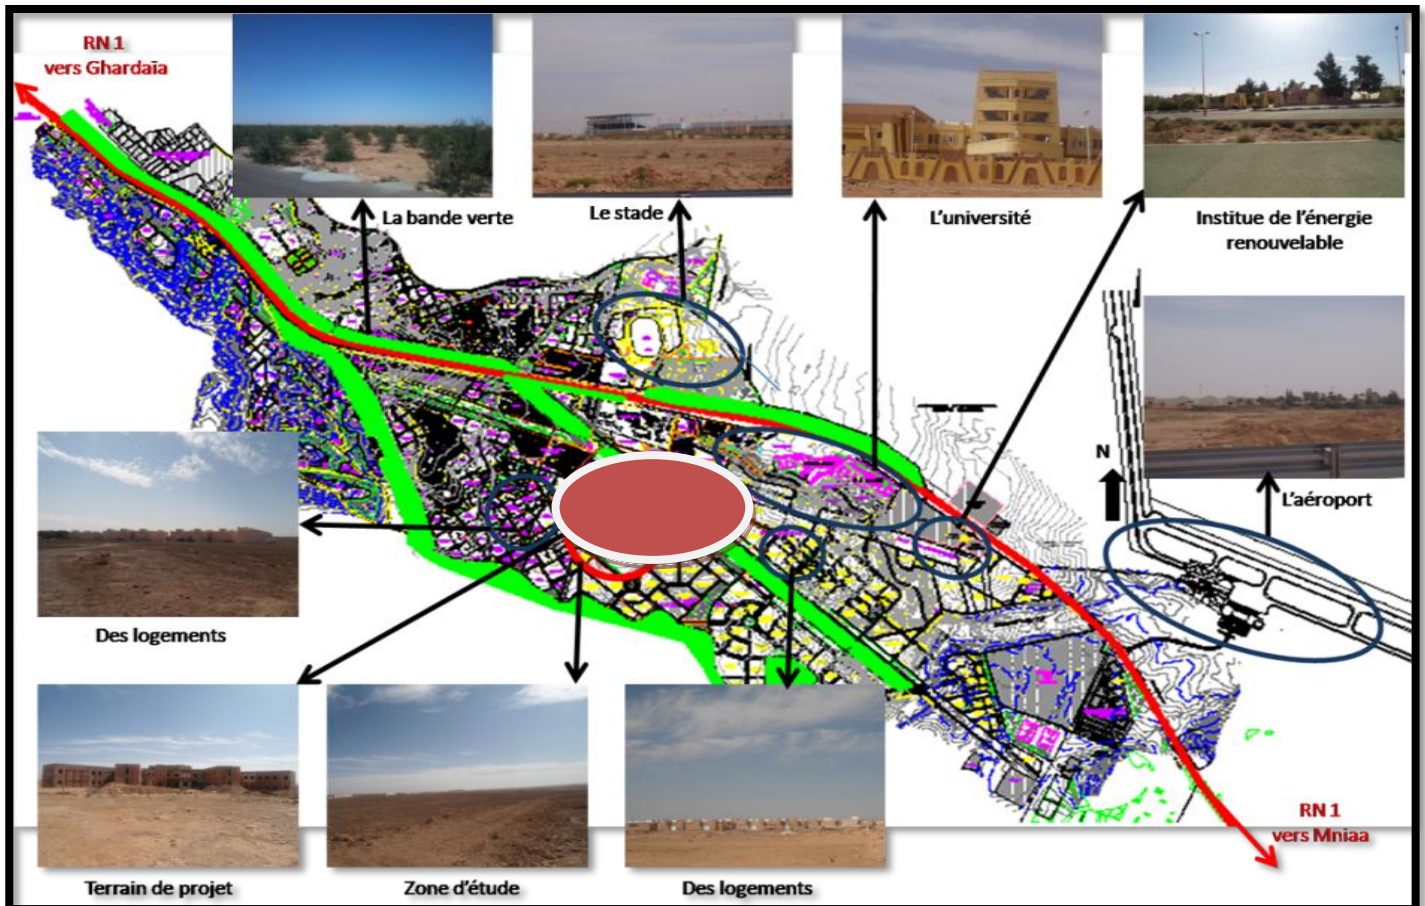 RN 1
vers Ghardaïa
La bande verte
Le stade
L'université
Institue de l'énergie
renouvelable
N
L'aéroport
Des logements
Terrain de projet
Zone d'étude
Des logements
RN 1
vers Mniaa